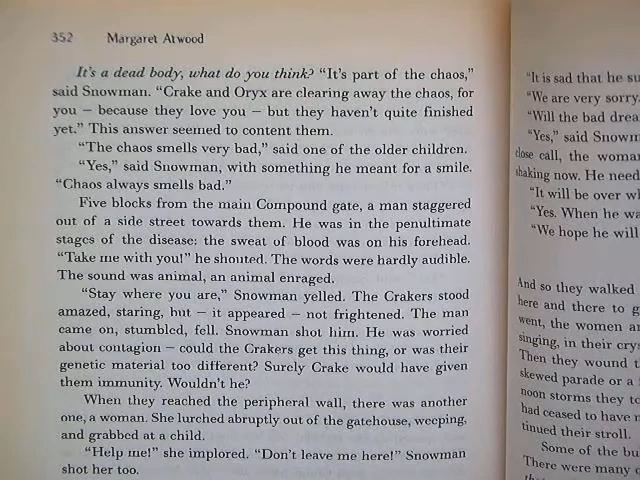 352 Margaret Atwood
It's a dead body, what do you think? "It's part of the chaos,"
said Snowman. "Crake and Oryx are clearing away the chaos, for
you – because they love you – but they haven't quite finished
yet." This answer seemed to content them.
"The chaos smells very bad," said one of the older children.
"Yes," said Snowman, with something he meant for a smile.
"Chaos always smells bad."
Five blocks from the main Compound gate, a man staggered
out of a side street towards them. He was in the penultimate
stages of the disease: the sweat of blood was on his forehead.
"Take me with you!" he shouted. The words were hardly audible.
The sound was animal, an animal enraged.
"Stay where you are," Snowman yelled. The Crakers stood
amazed, staring, but – it appeared – not frightened. The man
came on, stumbled, fell. Snowman shot him. He was worried
about contagion – could the Crakers get this thing, or was their
genetic material too different? Surely Crake would have given
them immunity. Wouldn't he?
When they reached the peripheral wall, there was another
one, a woman. She lurched abruptly out of the gatehouse, weeping,
and grabbed at a child.
"Help me!" she implored. "Don't leave me here!" Snowman
shot her too.
"It is sad that he su
"We are very sorry
"Will the bad drea
"Yes," said Snown
close call, the woma
shaking now. He need
"It will be over wh
"Yes. When he wa
"We hope he will
And so they walked
here and there to g
went, the women an
singing, in their crys
Then they wound t
skewed parade or a
noon storms they to
had ceased to have
tinued their stroll.
Some of the bu
There were many